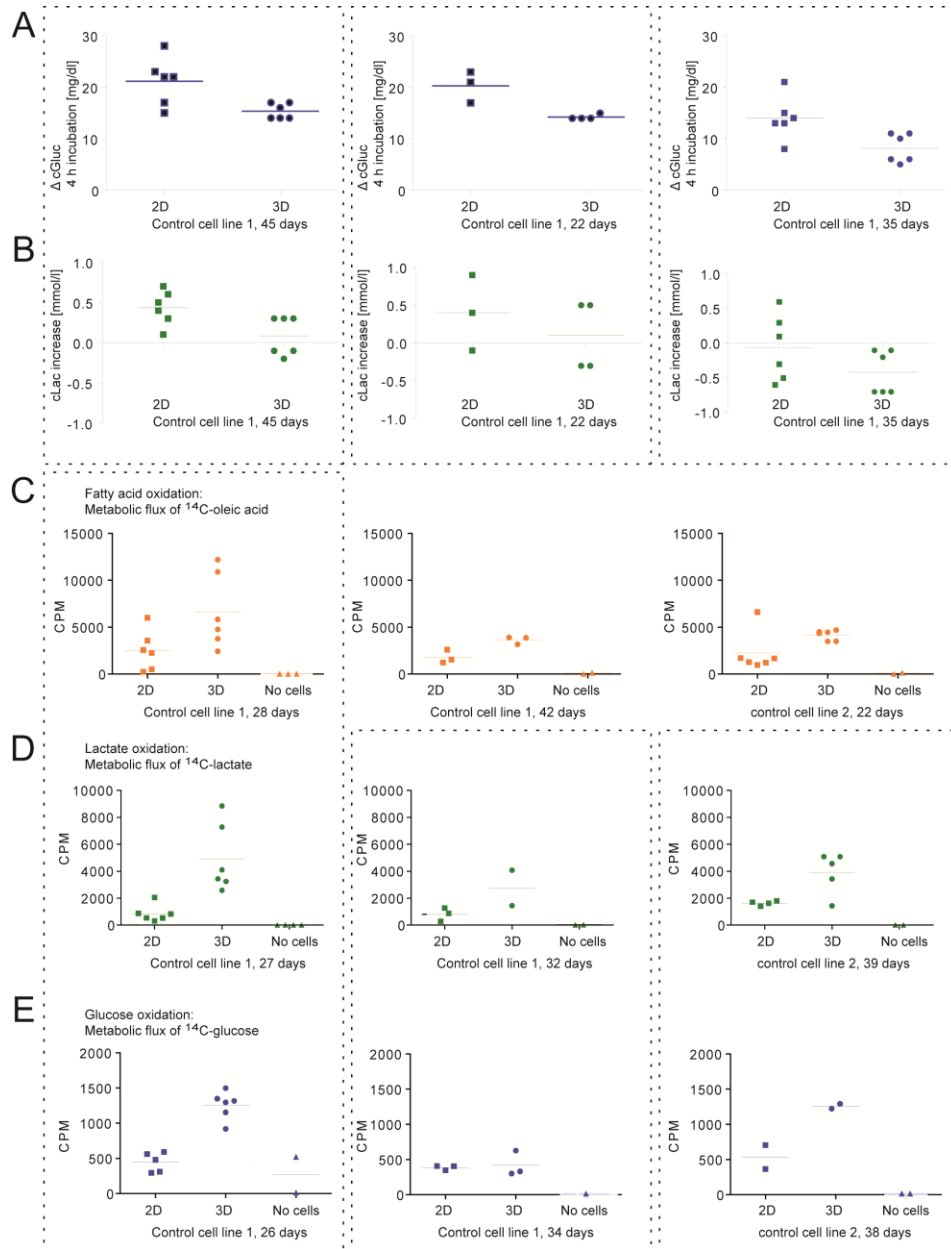 A
Δ cGluc
4 h incubation [mg/dl]
30
20
10
0
2D 3D
Control cell line 1, 45 days
Δ cGluc
4 h incubation [mg/dl]
30
20
10
0
2D 3D
Control cell line 1, 22 days
Δ cGluc
4 h incubation [mg/dl]
30
20
10
0
2D 3D
Control cell line 1, 35 days
B
cLac increase [mmol/l]
1.0
0.5
0.0
-0.5
-1.0
2D 3D
Control cell line 1, 45 days
cLac increase [mmol/l]
1.0
0.5
0.0
-0.5
-1.0
2D 3D
Control cell line 1, 22 days
cLac increase [mmol/l]
1.0
0.5
0.0
-0.5
-1.0
2D 3D
Control cell line 1, 35 days
C
Fatty acid oxidation:
Metabolic flux of ¹⁴C-oleic acid
CPM
15000
10000
5000
0
2D 3D No cells
Control cell line 1, 28 days
CPM
15000
10000
5000
0
2D 3D No cells
Control cell line 1, 42 days
CPM
15000
10000
5000
0
2D 3D No cells
control cell line 2, 22 days
D
Lactate oxidation:
Metabolic flux of ¹⁴C-lactate
CPM
10000
8000
6000
4000
2000
0
2D 3D No cells
Control cell line 1, 27 days
CPM
10000
8000
6000
4000
2000
0
2D 3D No cells
Control cell line 1, 32 days
CPM
10000
8000
6000
4000
2000
0
2D 3D No cells
control cell line 2, 39 days
E
Glucose oxidation:
Metabolic flux of ¹⁴C-glucose
CPM
2000
1500
1000
500
0
2D 3D No cells
Control cell line 1, 26 days
CPM
2000
1500
1000
500
0
2D 3D No cells
Control cell line 1, 34 days
CPM
2000
1500
1000
500
0
2D 3D No cells
control cell line 2, 38 days